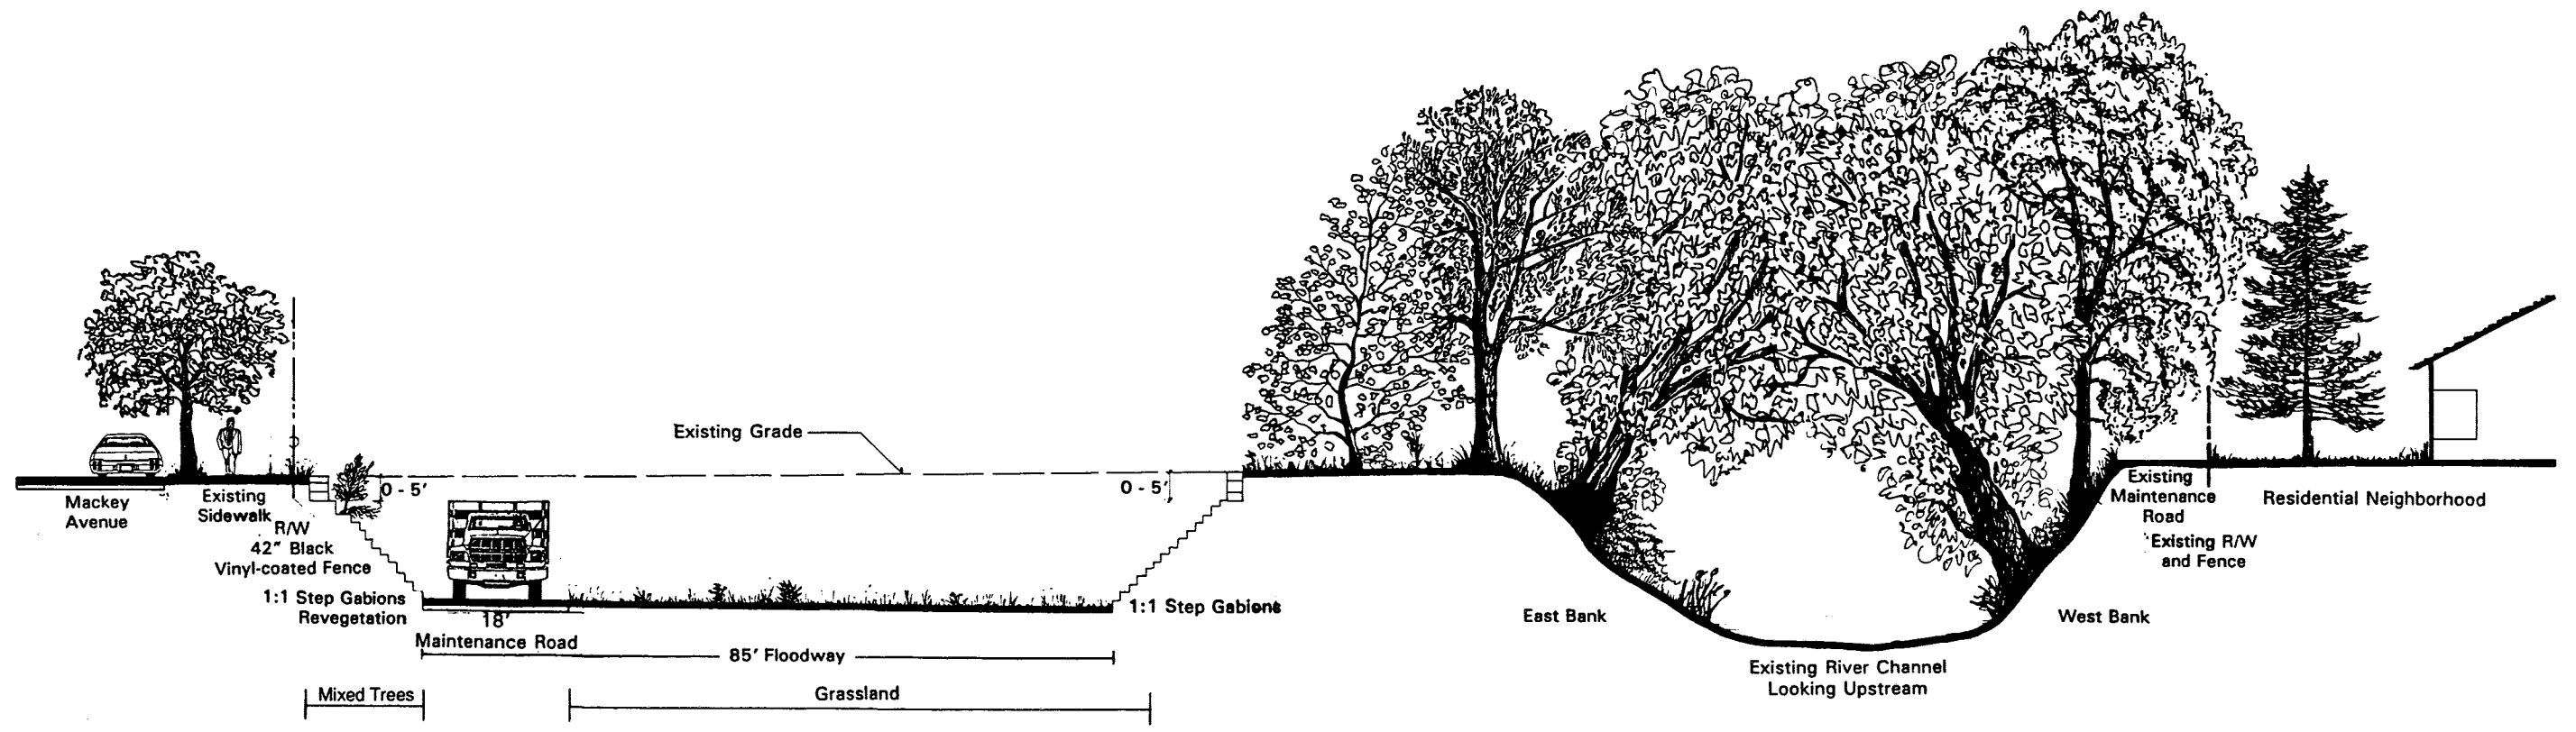 Existing Grade
0 - 5'
0 - 5'
Mackey
Avenue
Existing
Sidewalk
R/W
42" Black
Vinyl-coated Fence
1:1 Step Gabions
Revegetation
18'
Maintenance Road
1:1 Step Gabions
85' Floodway
Mixed Trees
Grassland
East Bank
Existing River Channel
Looking Upstream
West Bank
Existing
Maintenance
Road
Existing R/W
and Fence
Residential Neighborhood